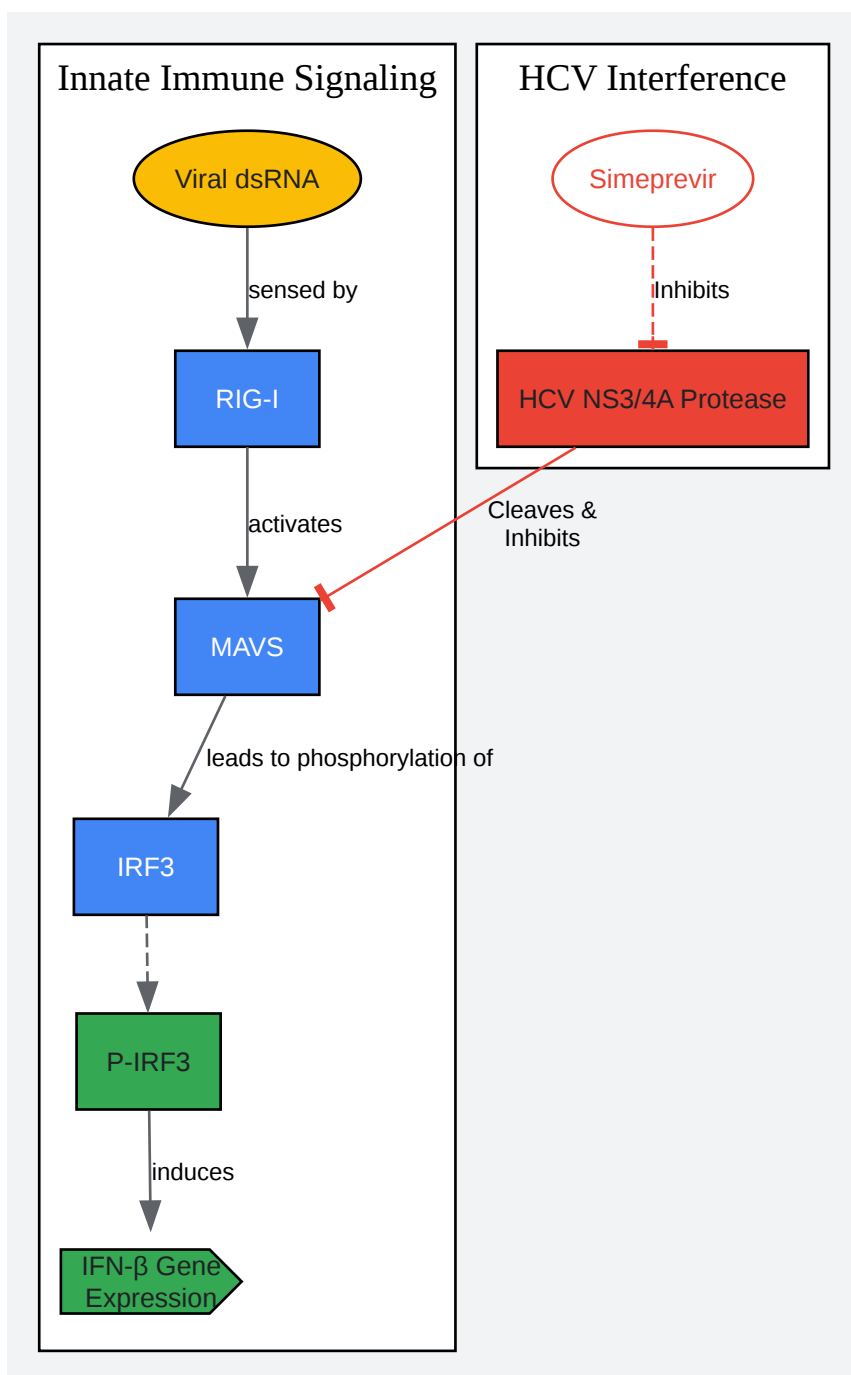 Innate Immune Signaling
Viral dsRNA
sensed by
RIG-I
activates
MAVS
leads to phosphorylation of
IRF3
P-IRF3
induces
IFN-β Gene
Expression
HCV Interference
Simeprevir
Inhibits
HCV NS3/4A Protease
Cleaves &
Inhibits